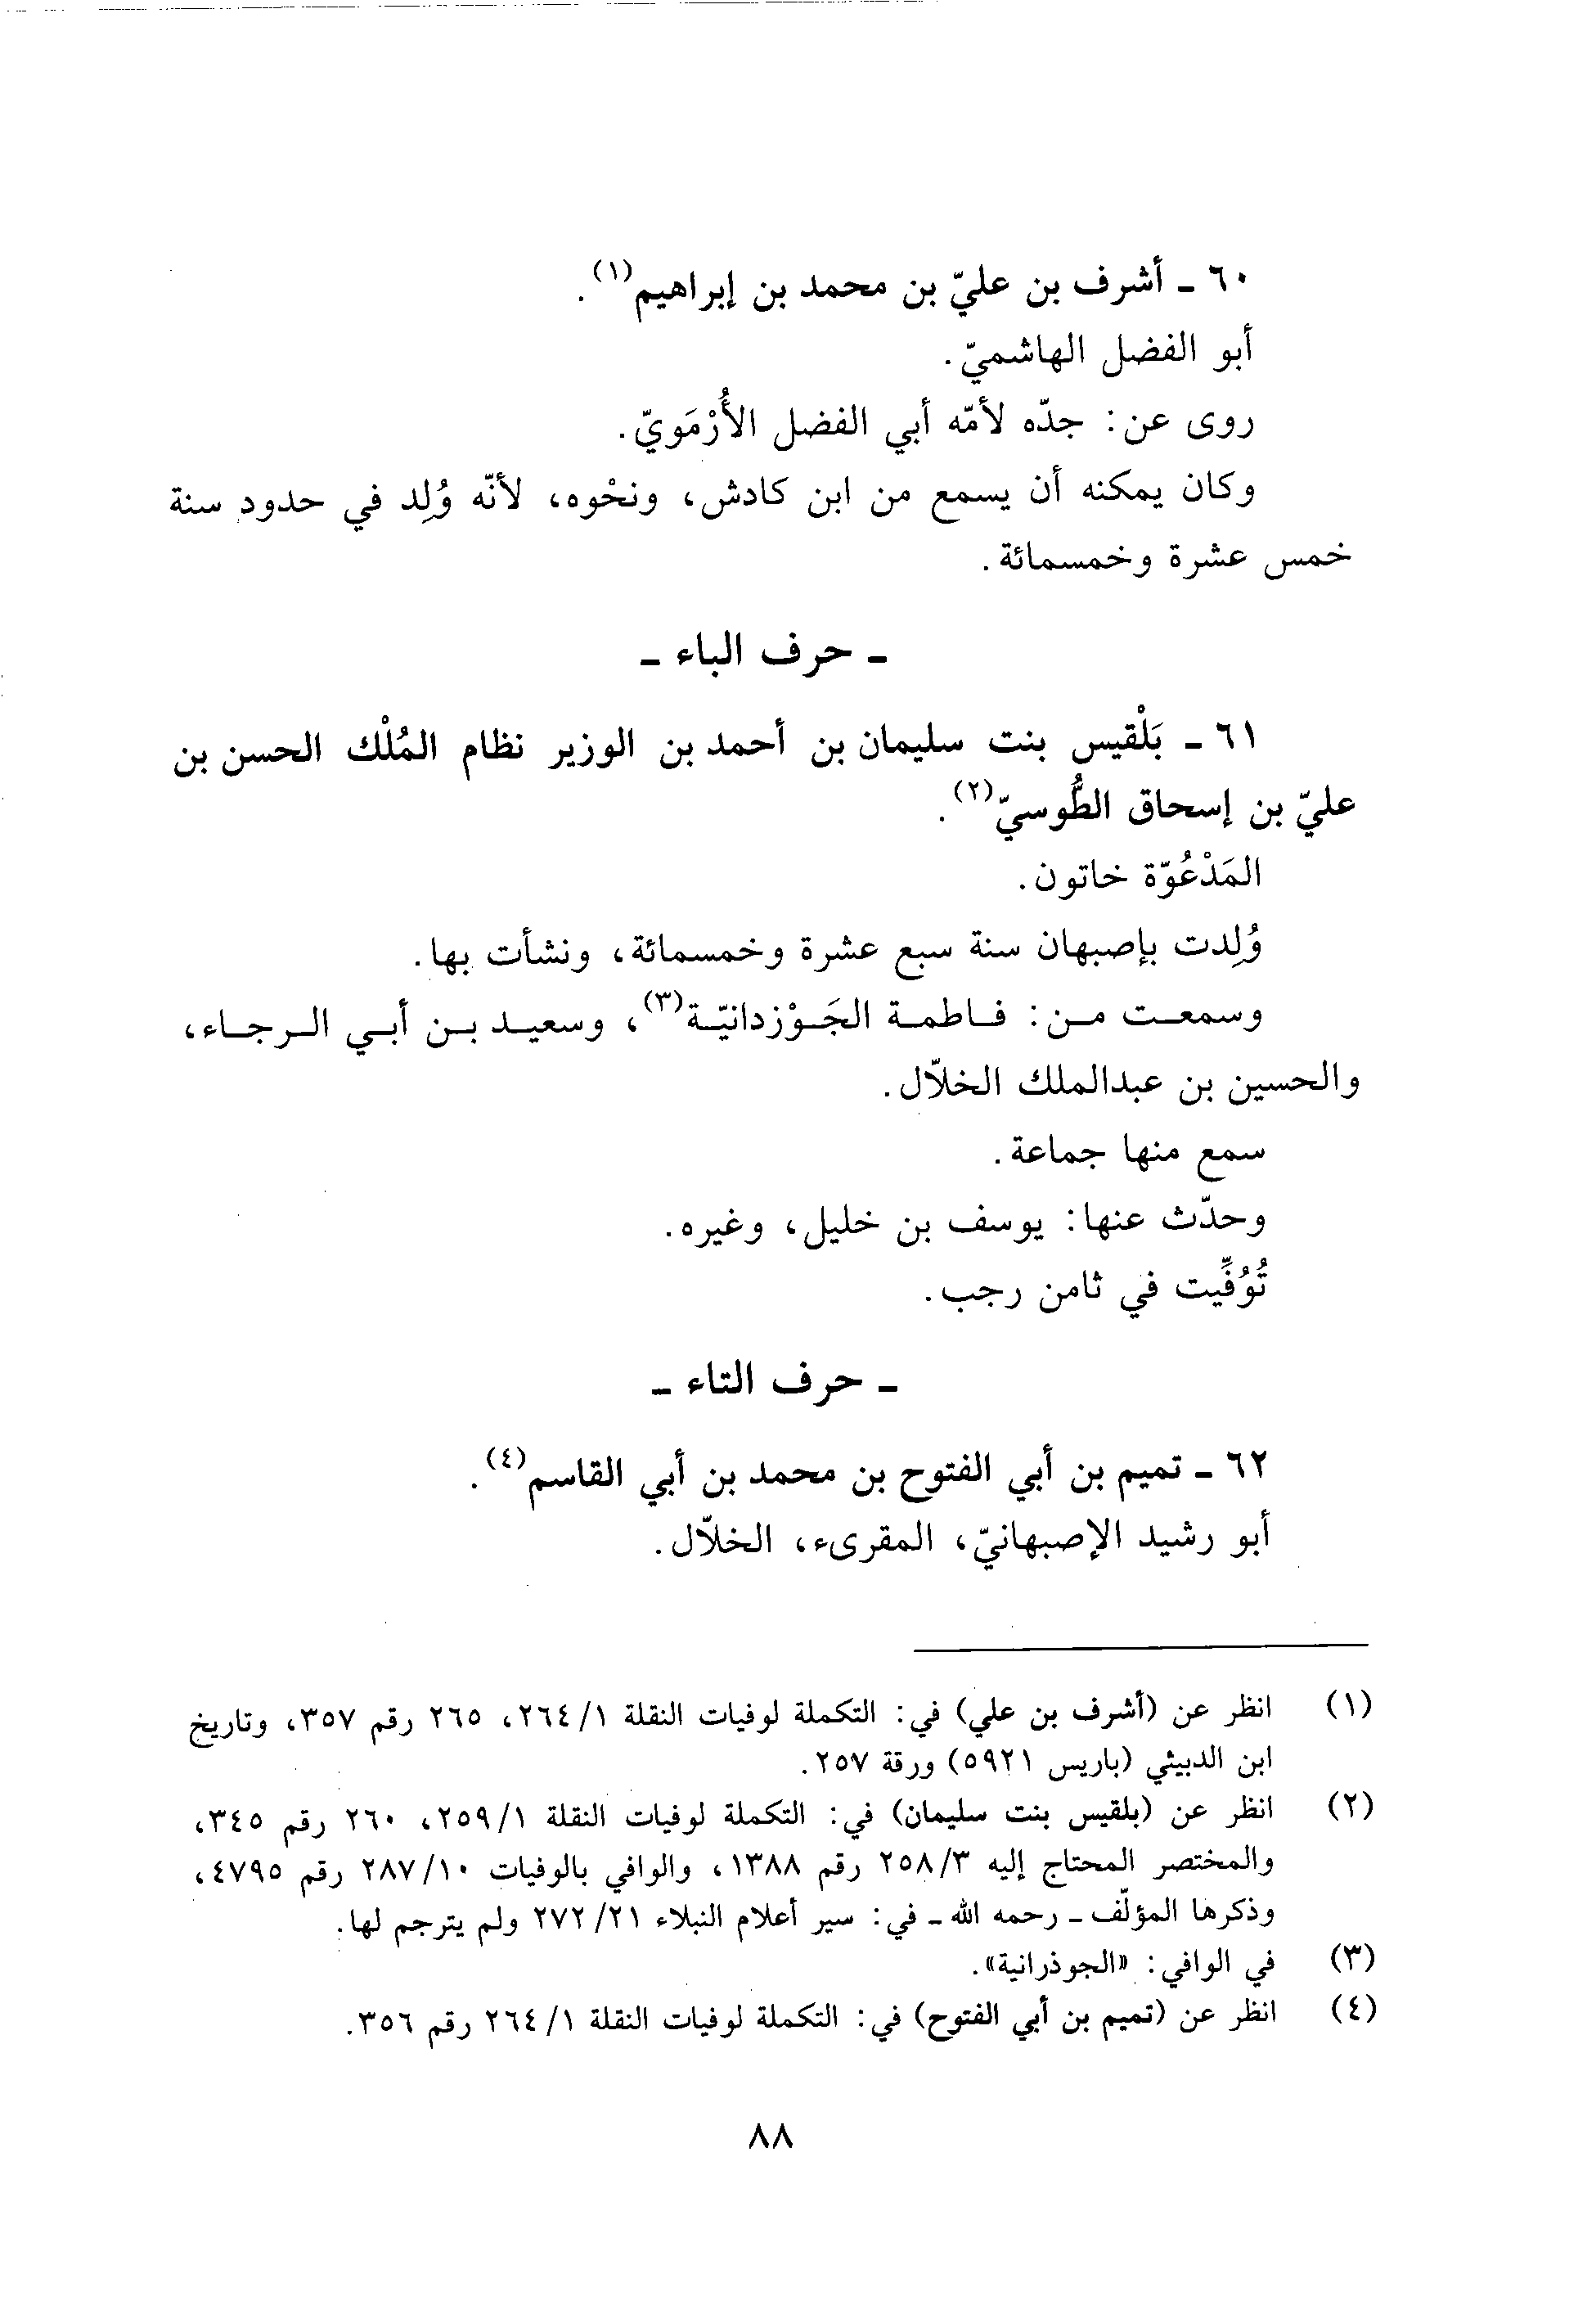 ٦٠ ـ أشرف بن عليّ بن محمد بن إبراهيم(١).
أبو الفضل الهاشميّ.
روى عن: جدّه لأمّه أبي الفضل الأُرْمَويّ.
وكان يمكنه أن يسمع من ابن كادش، ونحْوه، لأنّه وُلِد في حدود سنة
خمس عشرة وخمسمائة.
ـ حرف الباء ـ
٦١ ـ بَلْقيس بنت سليمان بن أحمد بن الوزير نظام المُلْك الحسن بن
عليّ بن إسحاق الطُّوسيّ(٢).
المَدْعُوّة خاتون.
وُلِدت بإصبهان سنة سبع عشرة وخمسمائة، ونشأت بها.
وسمعت من: فاطمة الجَوْزدانيّة(٣)، وسعيد بن أبي الرجاء،
والحسين بن عبدالملك الخلاّل.
سمع منها جماعة.
وحدّث عنها: يوسف بن خليل، وغيره.
تُوُفِّيت في ثامن رجب.
ـ حرف التاء ـ
٦٢ ـ تميم بن أبي الفتوح بن محمد بن أبي القاسم(٤).
أبو رشيد الإصبهانيّ، المقرىء، الخلاّل.
(١) انظر عن (أشرف بن علي) في: التكملة لوفيات النقلة ٢٦٤/١، ٢٦٥ رقم ٣٥٧، وتاريخ
ابن الدبيثي (باريس ٥٩٢١) ورقة ٢٥٧.
(٢) انظر عن (بلقيس بنت سليمان) في: التكملة لوفيات النقلة ٢٥٩/١، ٢٦٠ رقم ٣٤٥،
والمختصر المحتاج إليه ٢٥٨/٣ رقم ١٣٨٨، والوافي بالوفيات ٢٨٧/١٠ رقم ٤٧٩٥،
وذكرها المؤلّف ـ رحمه الله ـ في: سير أعلام النبلاء ٢٧٢/٢١ ولم يترجم لها.
(٣) في الوافي: «الجوذرانية».
(٤) انظر عن (تميم بن أبي الفتوح) في: التكملة لوفيات النقلة ٢٦٤/١ رقم ٣٥٦.
٨٨